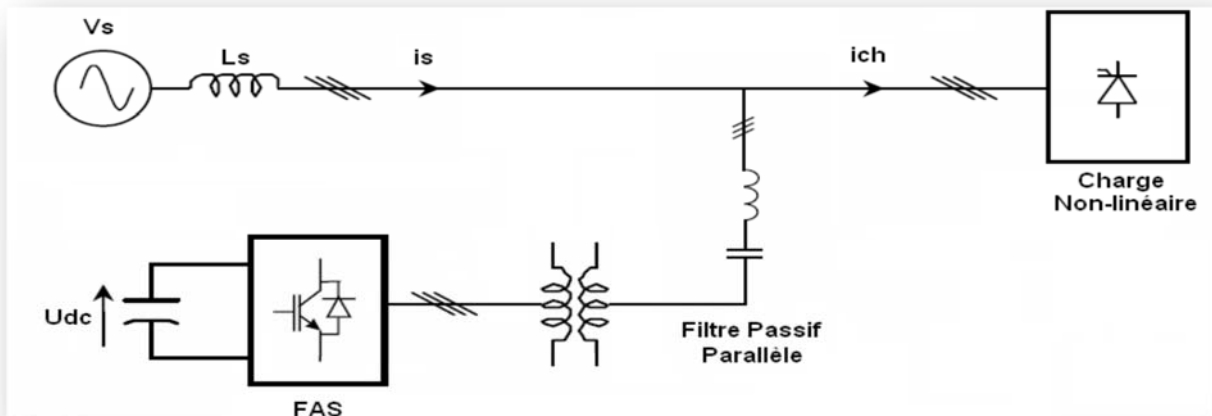 Vs
Ls
is
ich
Charge
Non-linéaire
Udc
Filtre Passif
Parallèle
FAS